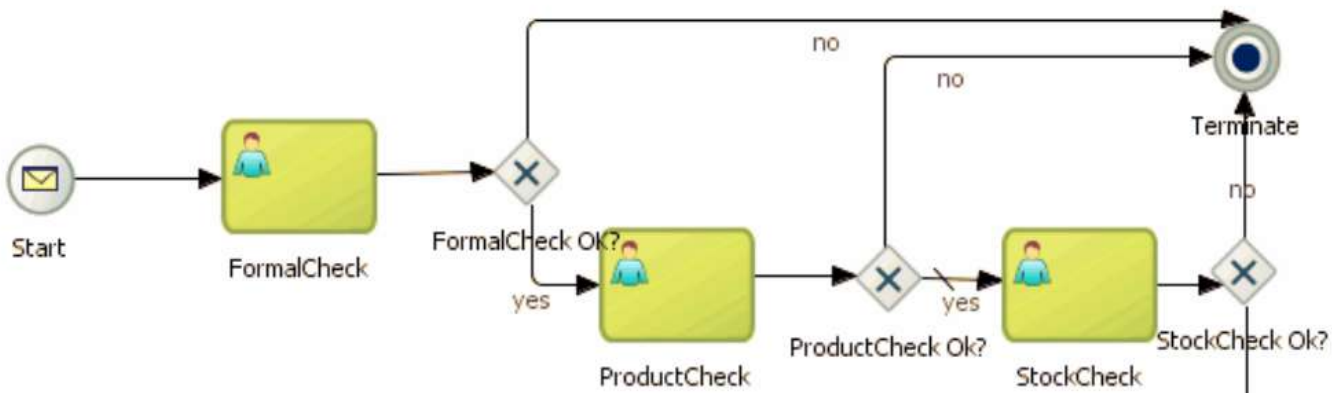 no
no
Terminate
no
Start
FormalCheck
FormalCheck OK?
yes
ProductCheck
ProductCheck Ok?
yes
StockCheck
StockCheck Ok?